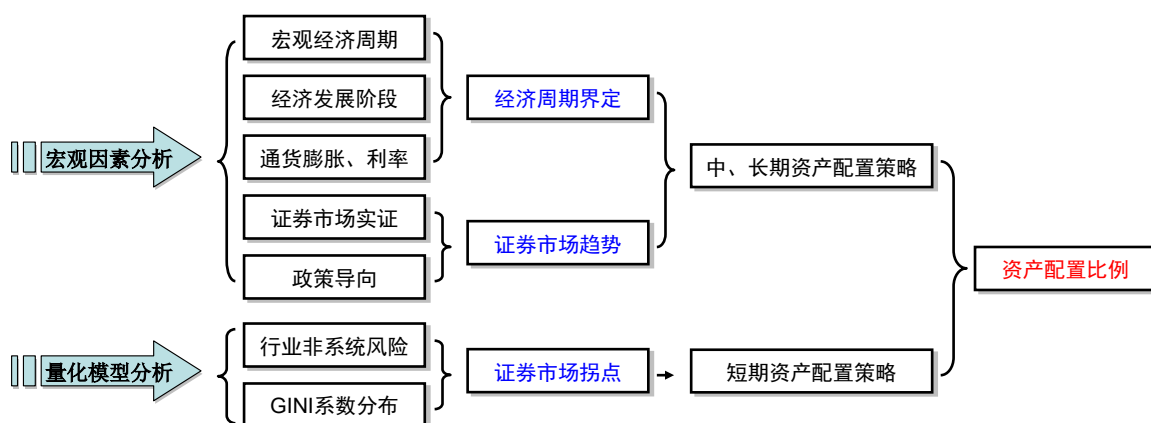 宏观因素分析
宏观经济周期
经济发展阶段
通货膨胀、利率
证券市场实证
政策导向
经济周期界定
证券市场趋势
中、长期资产配置策略
量化模型分析
行业非系统风险
GINI系数分布
证券市场拐点
短期资产配置策略
资产配置比例